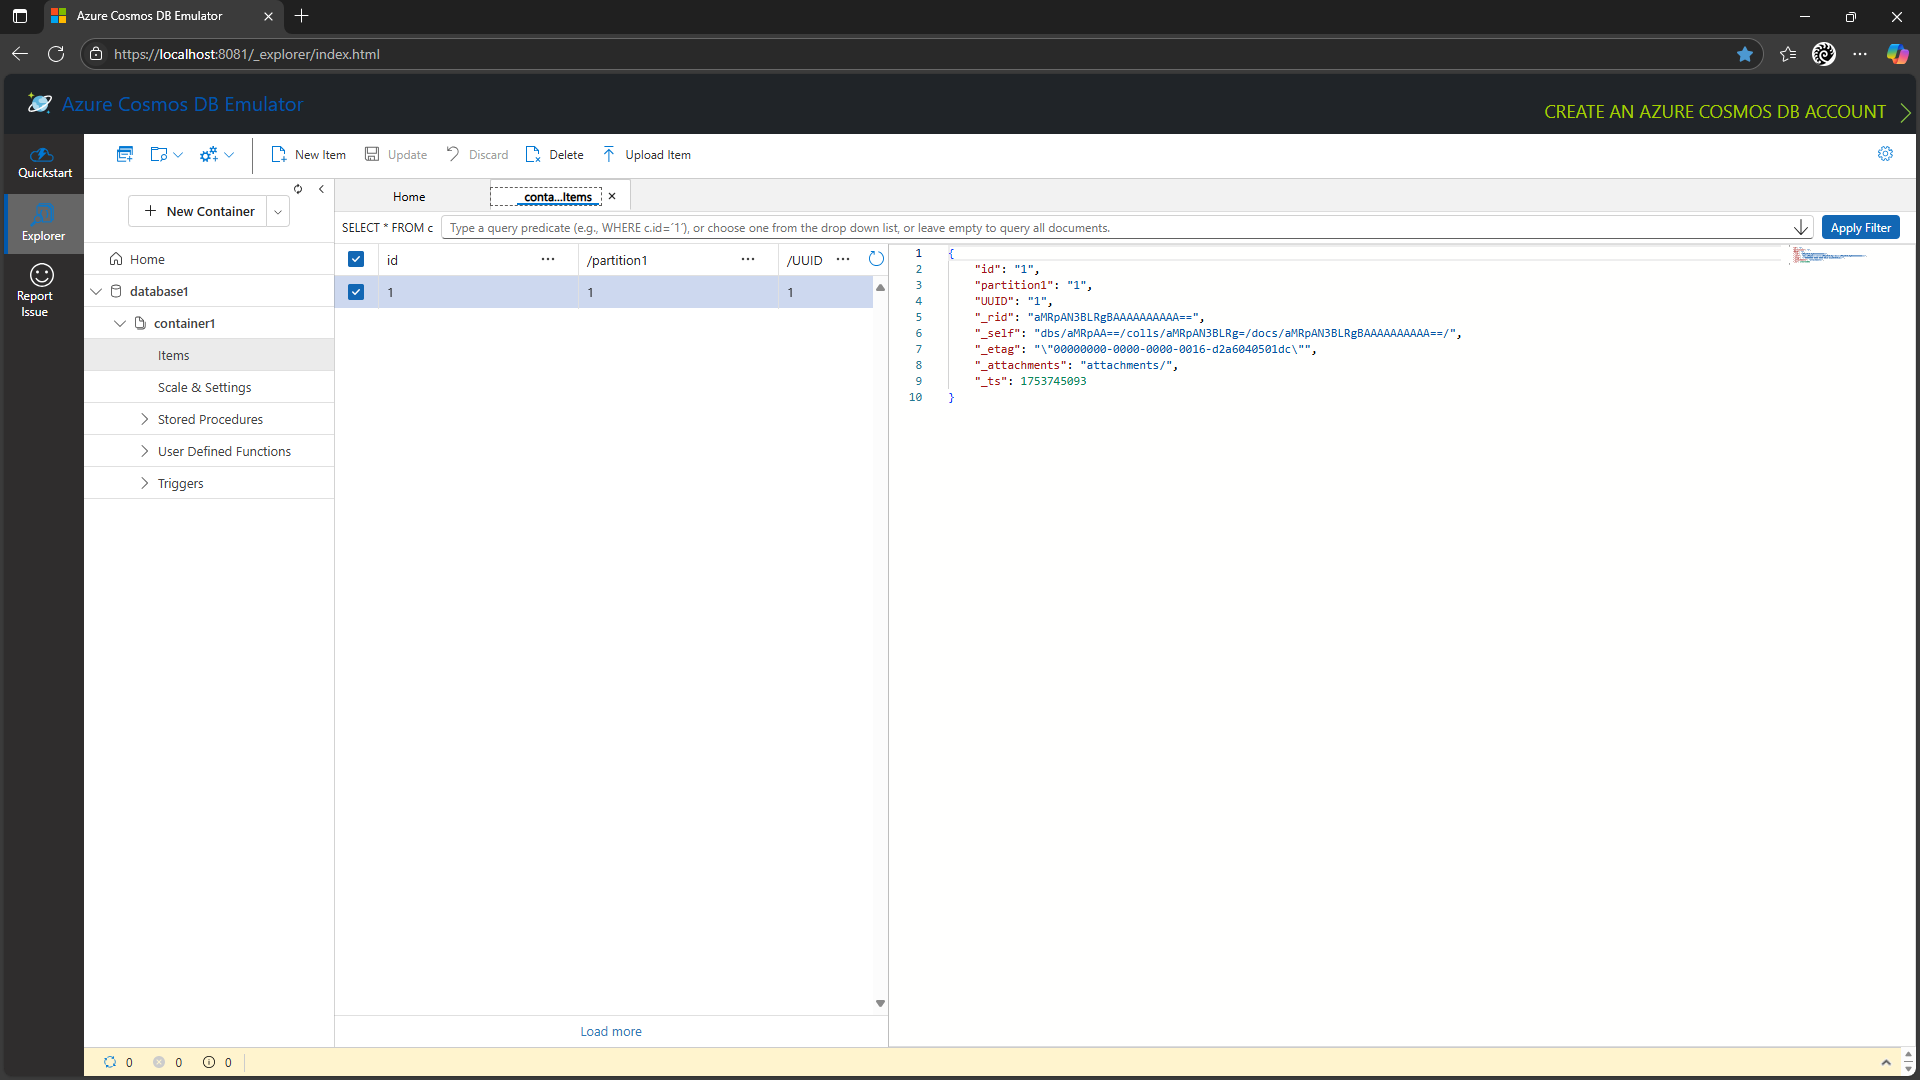 Azure Cosmos DB Emulator
https://localhost:8081/_explorer/index.html
Azure Cosmos DB Emulator
CREATE AN AZURE COSMOS DB ACCOUNT
Quickstart
Explorer
Report
Issue
New Item
Update
Discard
Delete
Upload Item
New Container
Home
database1
container1
Items
Scale & Settings
Stored Procedures
User Defined Functions
Triggers
Home
conta...Items
SELECT * FROM c
Type a query predicate (e.g., WHERE c.id=´1´), or choose one from the drop down list, or leave empty to query all documents.
Apply Filter
id ··· /partition1 ··· /UUID ···
1 1 1
Load more
1 {
2 "id": "1",
3 "partition1": "1",
4 "UUID": "1",
5 "_rid": "aMRpAN3BLRgBAAAAAAAAAA==",
6 "_self": "dbs/aMRpAA==/colls/aMRpAN3BLRg=/docs/aMRpAN3BLRgBAAAAAAAAAA==/",
7 "_etag": "\"00000000-0000-0000-0016-d2a6040501dc\"",
8 "_attachments": "attachments/",
9 "_ts": 1753745093
10 }
0 0 0